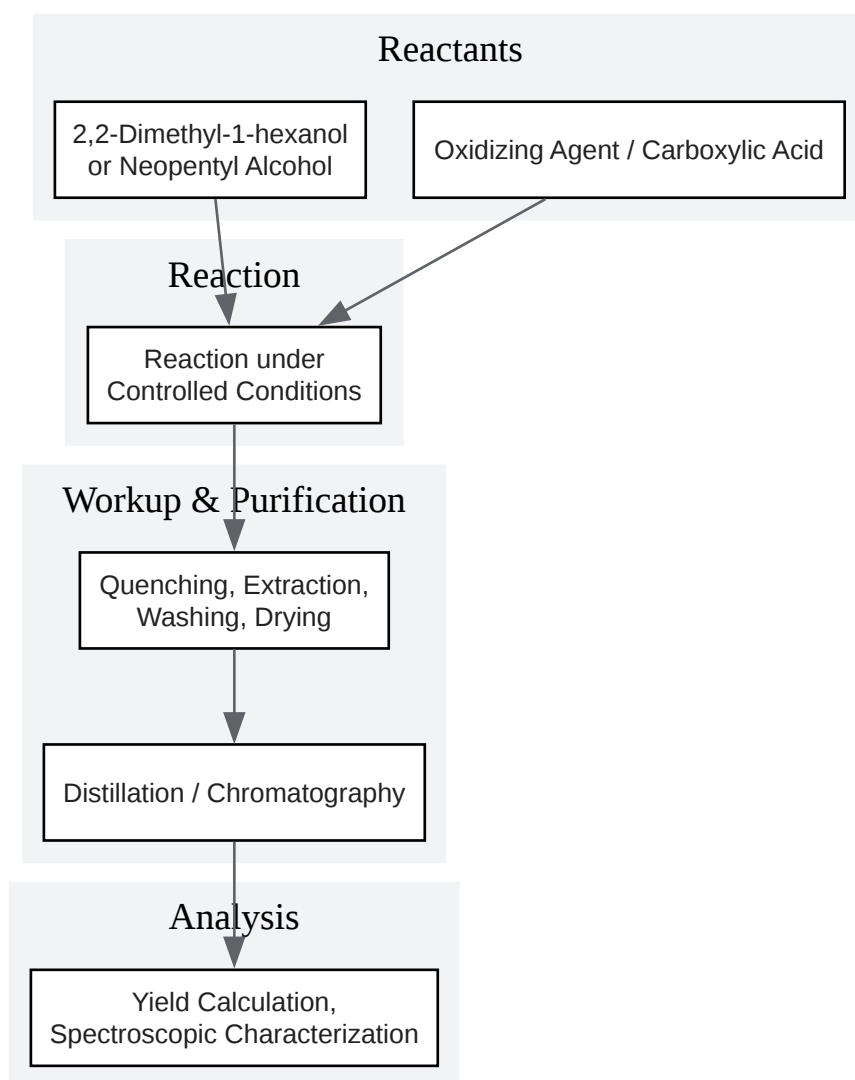 Reactants
2,2-Dimethyl-1-hexanol
or Neopentyl Alcohol
Oxidizing Agent / Carboxylic Acid
Reaction
Reaction under
Controlled Conditions
Workup & Purification
Quenching, Extraction,
Washing, Drying
Distillation / Chromatography
Analysis
Yield Calculation,
Spectroscopic Characterization